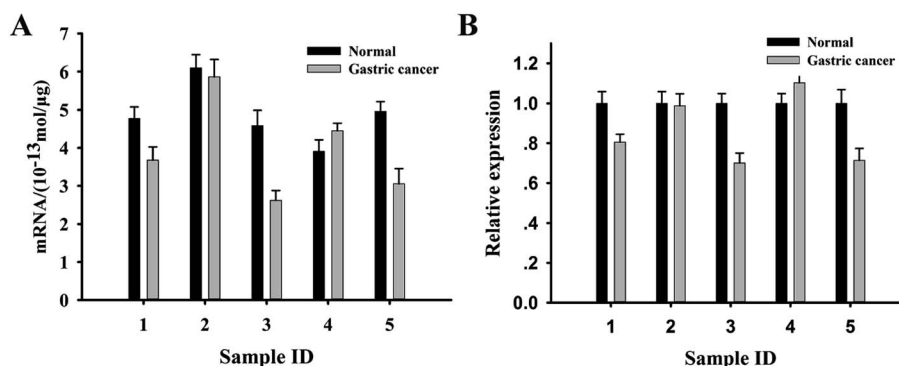 A
mRNA/(10⁻¹³mol/μg)
7
6
5
4
3
2
1
0
Normal
Gastric cancer
1 2 3 4 5
Sample ID
B
Relative expression
1.2
1.0
.8
.6
.4
.2
0.0
Normal
Gastric cancer
1 2 3 4 5
Sample ID